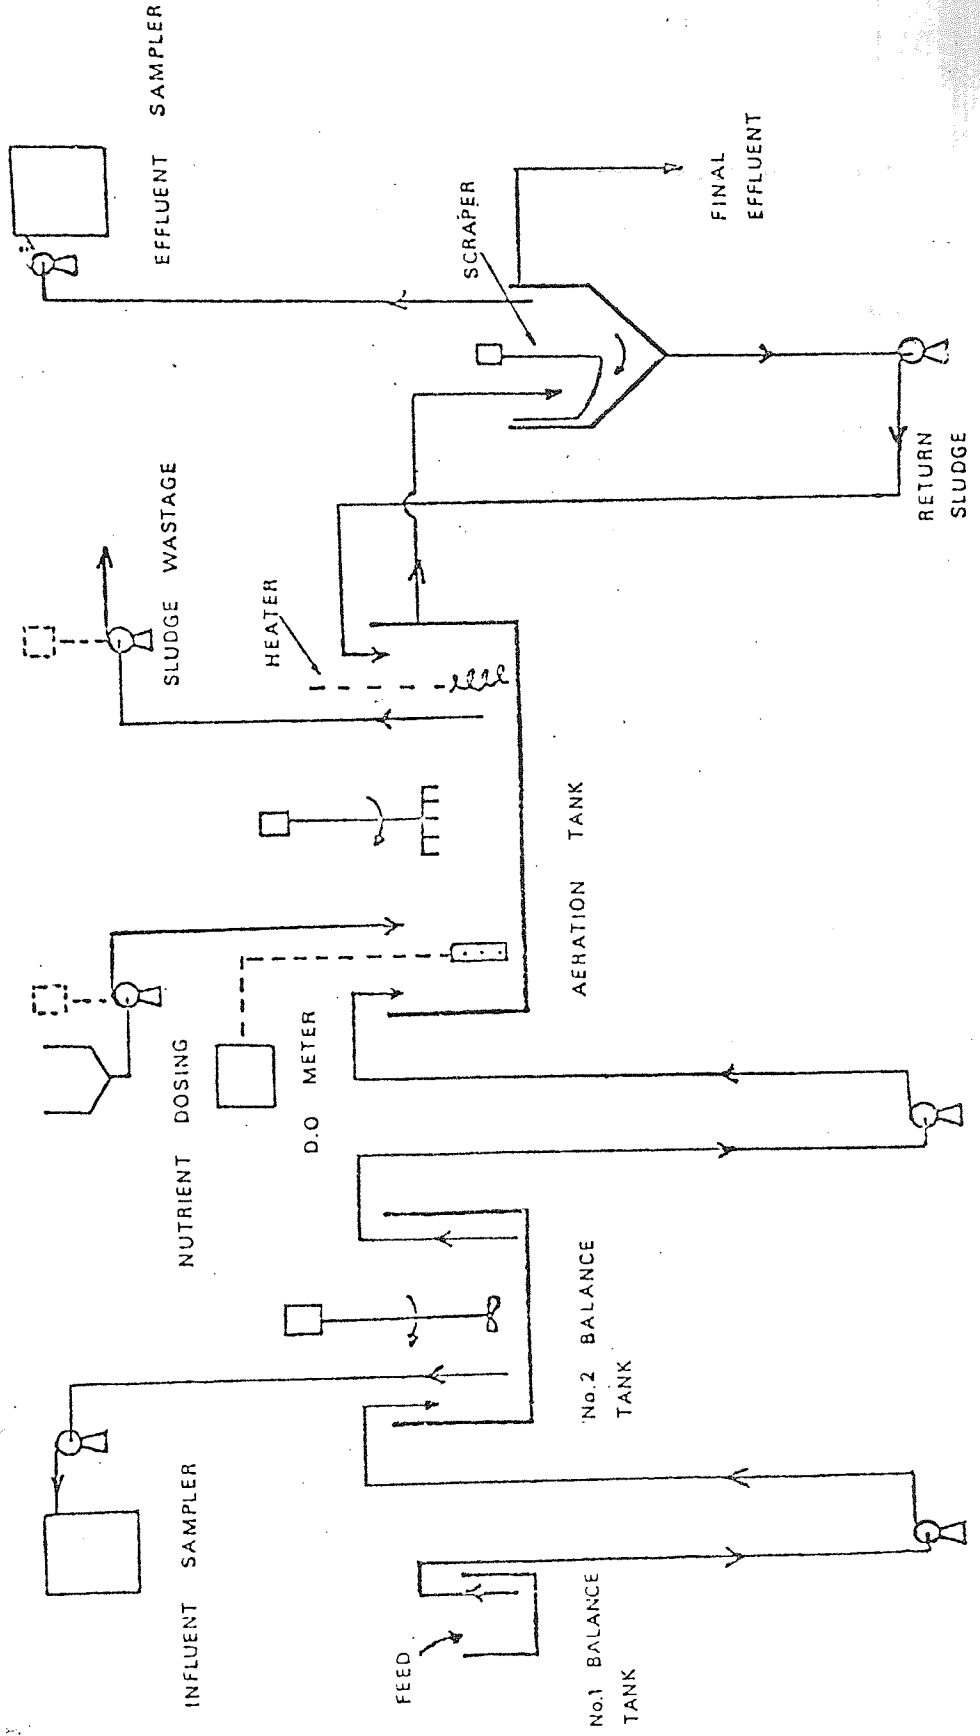 INFLUENT SAMPLER
NUTRIENT DOSING
SLUDGE WASTAGE
EFFLUENT SAMPLER
D.O METER
HEATER
SCRAPER
FEED
FINAL
EFFLUENT
No.1 BALANCE
TANK
No.2 BALANCE
TANK
AERATION TANK
RETURN
SLUDGE